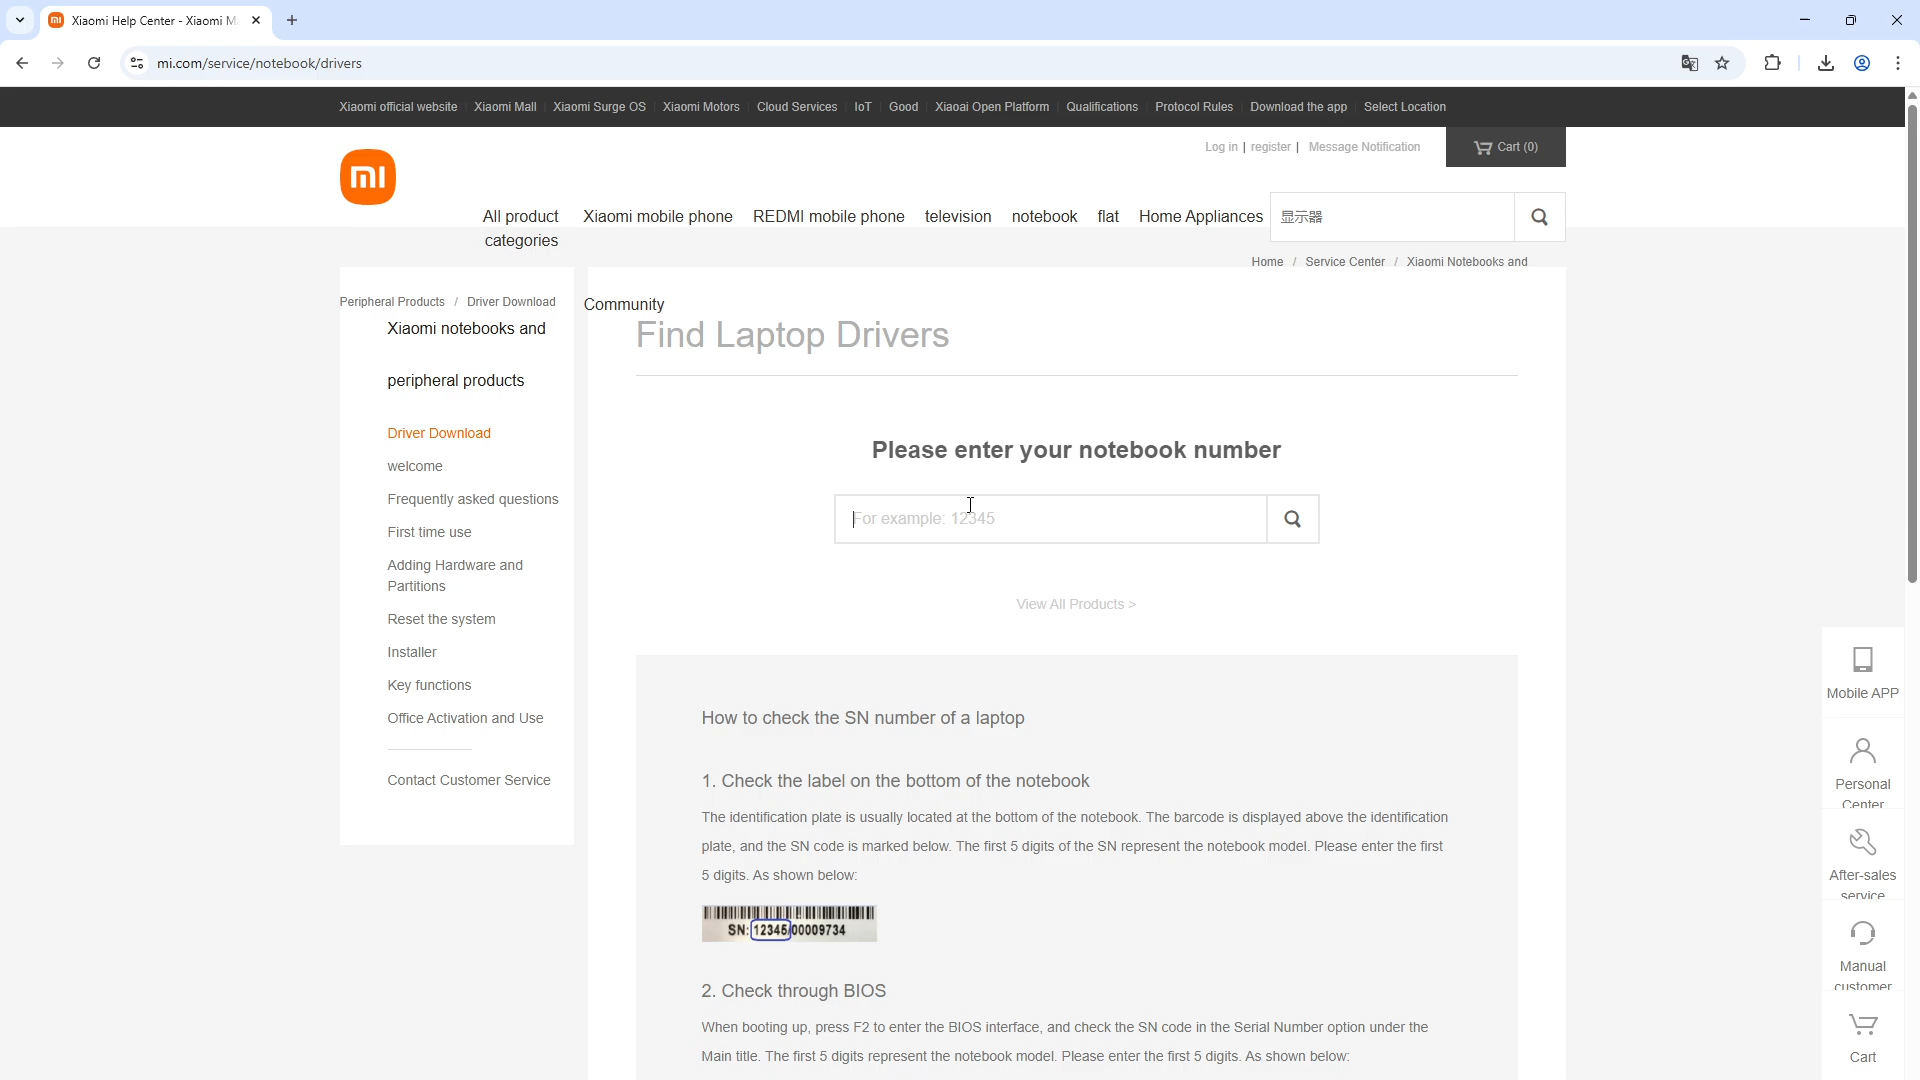 Xiaomi Help Center - Xiaomi M
mi.com/service/notebook/drivers
Xiaomi official website Xiaomi Mall Xiaomi Surge OS Xiaomi Motors Cloud Services IoT Good Xiaoai Open Platform Qualifications Protocol Rules Download the app Select Location
Log in | register | Message Notification
Cart (0)
All product categories
Xiaomi mobile phone REDMI mobile phone television notebook flat Home Appliances
显示器
Home / Service Center / Xiaomi Notebooks and
Peripheral Products / Driver Download
Community
Xiaomi notebooks and
peripheral products
Driver Download
welcome
Frequently asked questions
First time use
Adding Hardware and
Partitions
Reset the system
Installer
Key functions
Office Activation and Use
Contact Customer Service
Find Laptop Drivers
Please enter your notebook number
For example: 12345
View All Products >
How to check the SN number of a laptop
1. Check the label on the bottom of the notebook
The identification plate is usually located at the bottom of the notebook. The barcode is displayed above the identification
plate, and the SN code is marked below. The first 5 digits of the SN represent the notebook model. Please enter the first
5 digits. As shown below:
SN: 12345/00009734
2. Check through BIOS
When booting up, press F2 to enter the BIOS interface, and check the SN code in the Serial Number option under the
Main title. The first 5 digits represent the notebook model. Please enter the first 5 digits. As shown below:
Mobile APP
Personal
Center
After-sales
service
Manual
customer
Cart